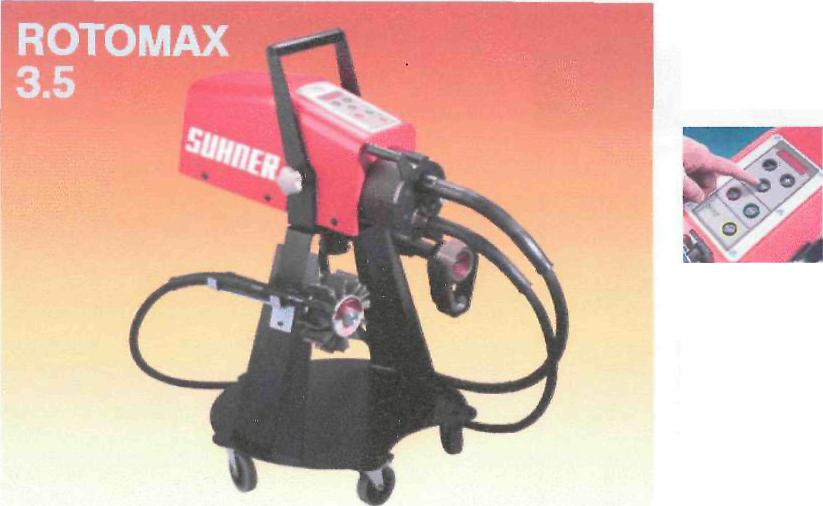 ROTOMAX
3.5
SUHNER